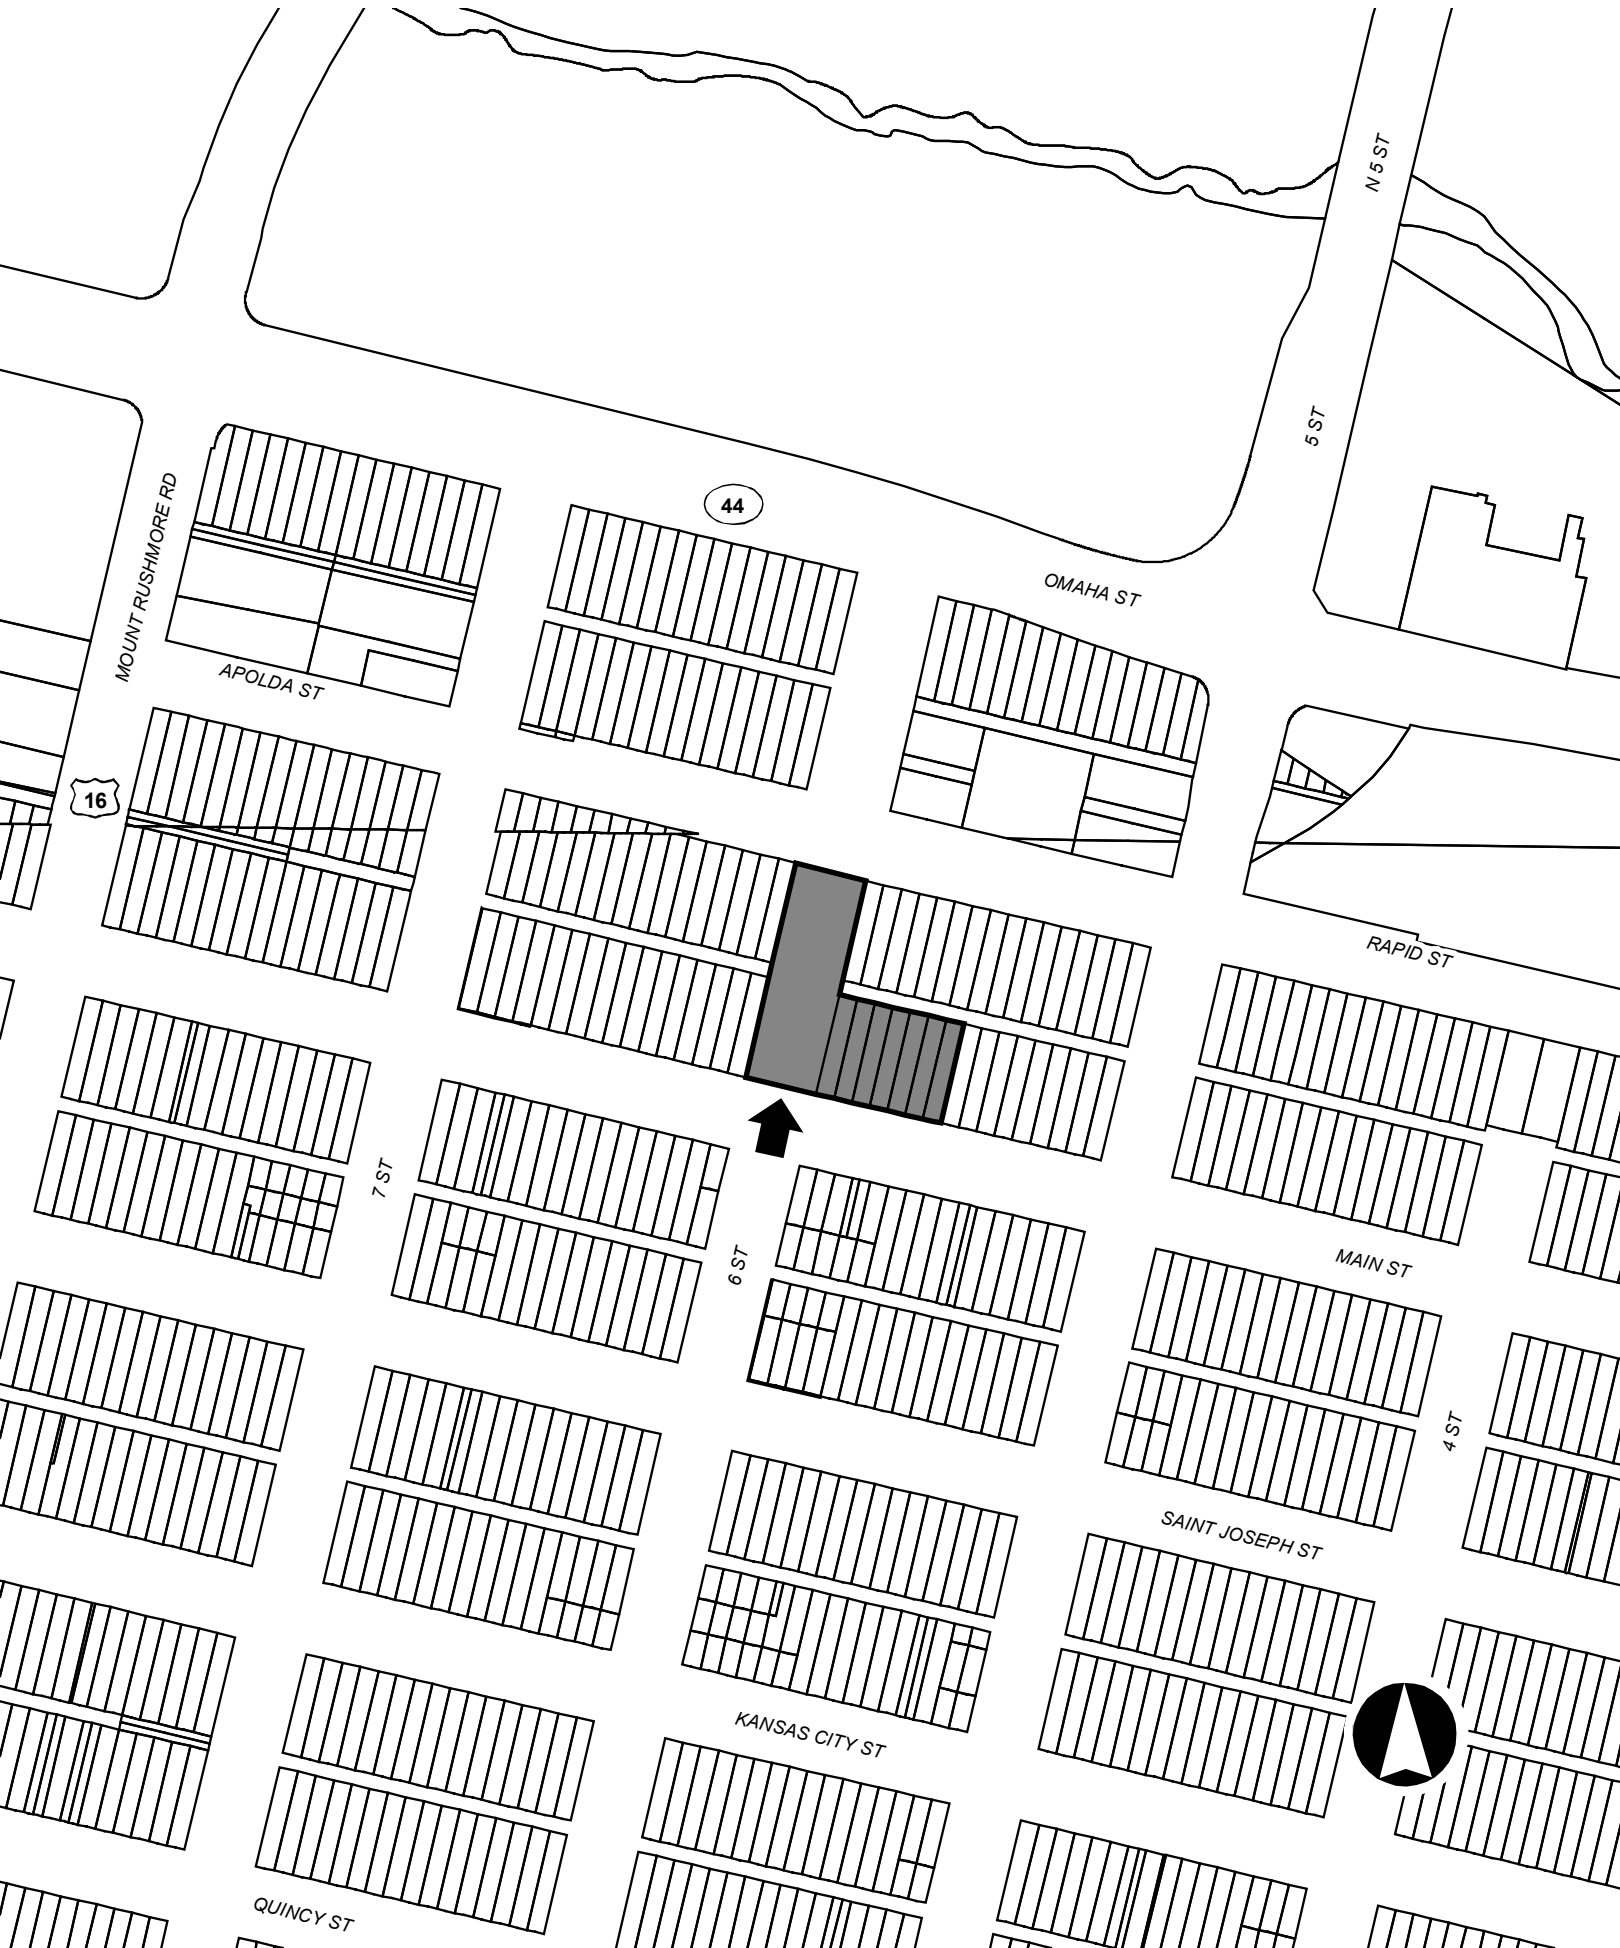 N 5 ST
5 ST
44
OMAHA ST
MOUNT RUSHMORE RD
APOLDA ST
16
RAPID ST
7 ST
6 ST
MAIN ST
4 ST
SAINT JOSEPH ST
KANSAS CITY ST
QUINCY ST